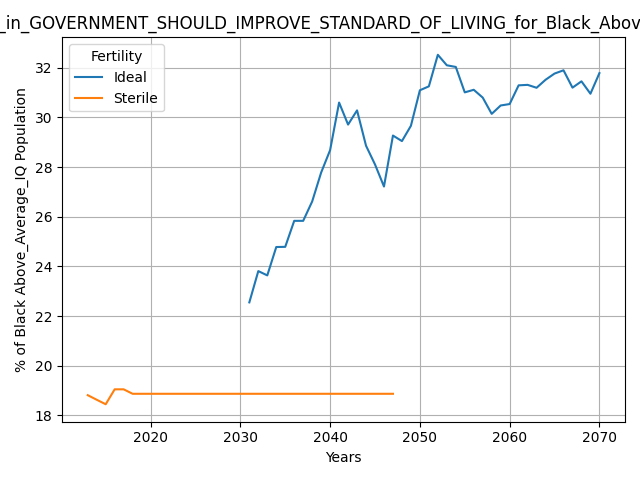 _in_GOVERNMENT_SHOULD_IMPROVE_STANDARD_OF_LIVING_for_Black_Abov
Fertility
Ideal
Sterile
% of Black Above_Average_IQ Population
32
30
28
26
24
22
20
18
2020 2030 2040 2050 2060 2070
Years